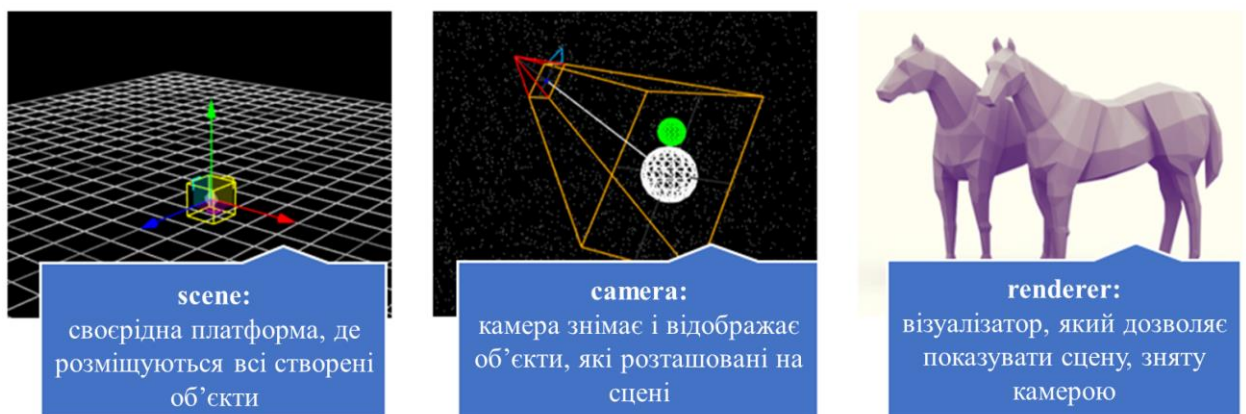 scene:
своєрідна платформа, де
розміщуються всі створені
об’єкти
camera:
камера знімає і відображає
об’єкти, які розташовані на
сцені
renderer:
візуалізатор, який дозволяє
показувати сцену, зняту
камерою